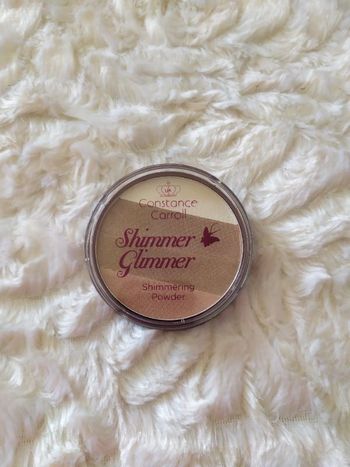 Constance
Carroll
Shimmer
Glimmer
Shimmering
Powder